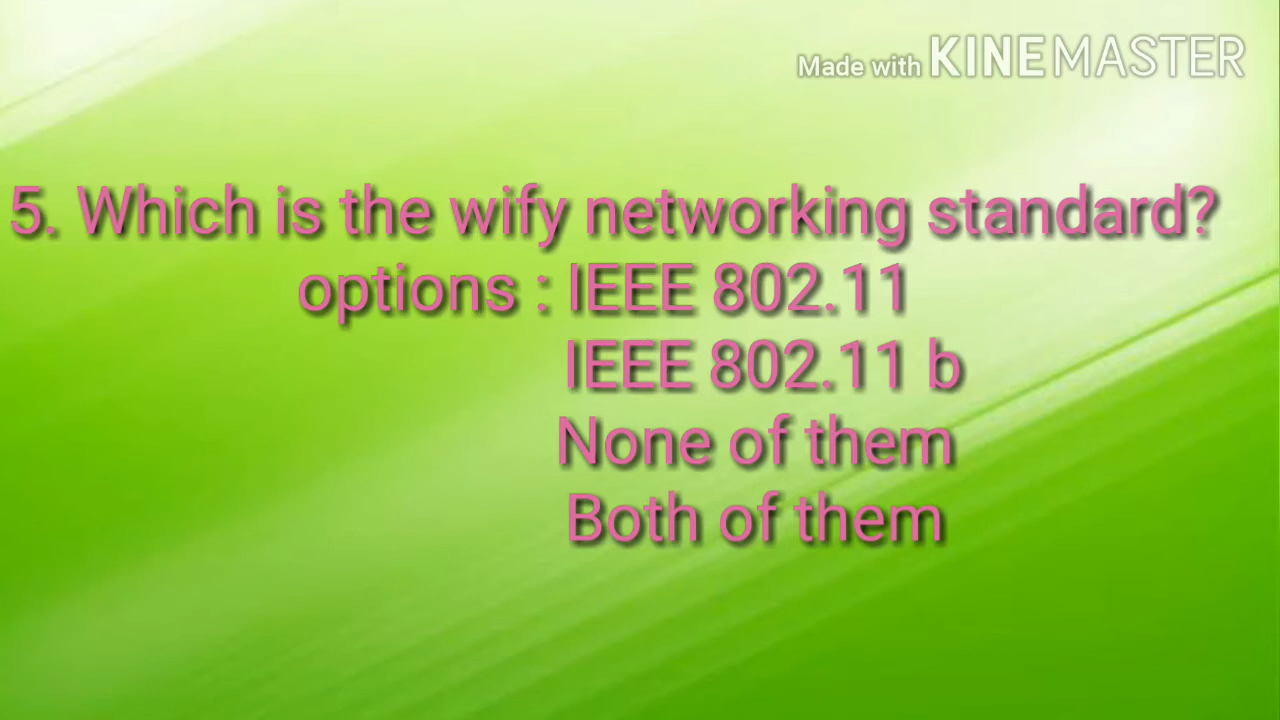 Made with KINEMASTER
5. Which is the wify networking standard?
options : IEEE 802.11
IEEE 802.11 b
None of them
Both of them